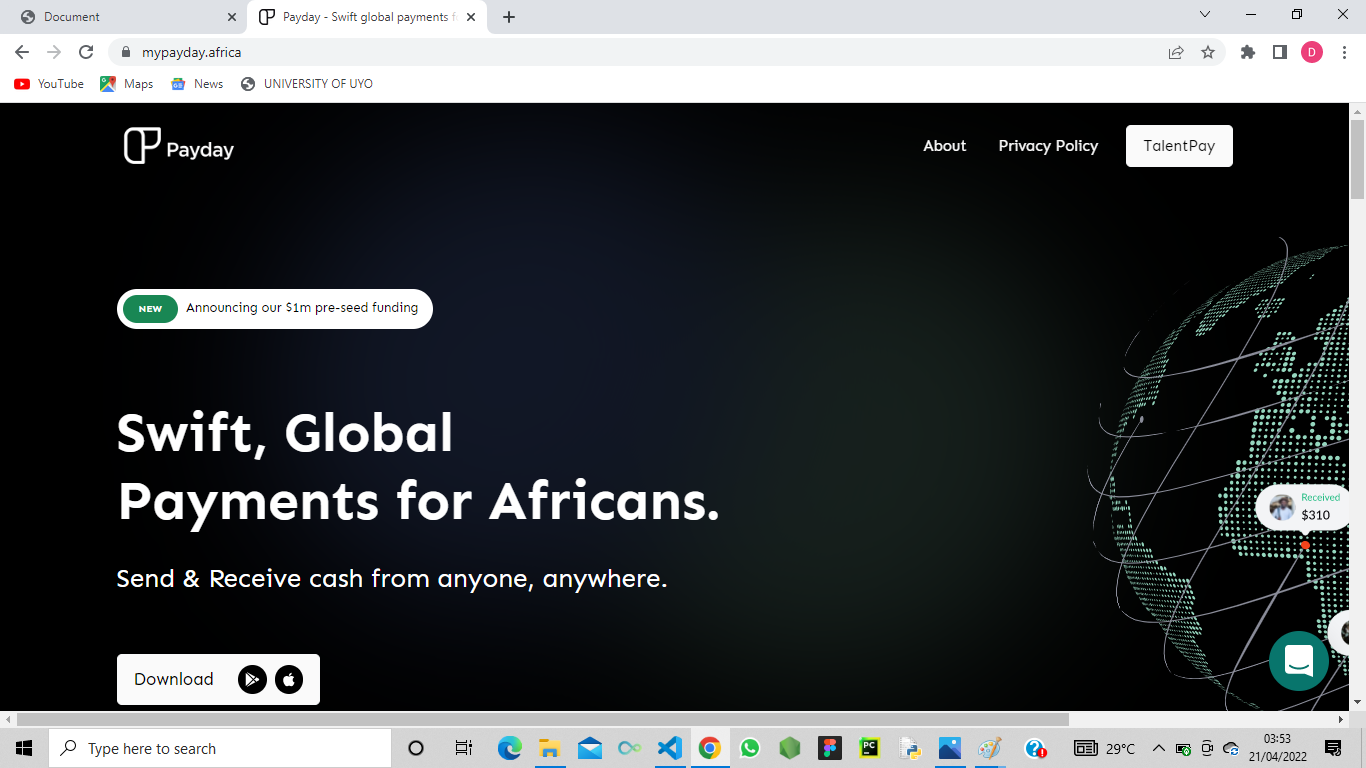 Document
Payday - Swift global payments f
mypayday.africa
D
YouTube
Maps
News
UNIVERSITY OF UYO
Payday
About
Privacy Policy
TalentPay
NEW
Announcing our $1m pre-seed funding
Swift, Global
Payments for Africans.
Send & Receive cash from anyone, anywhere.
Received
$310
Download
Type here to search
PC
29°C
03:53
21/04/2022